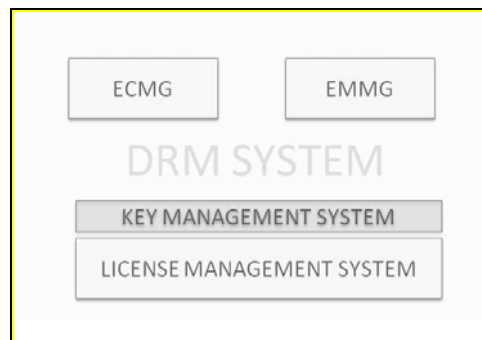 ECMG EMMG
DRM SYSTEM
KEY MANAGEMENT SYSTEM
LICENSE MANAGEMENT SYSTEM